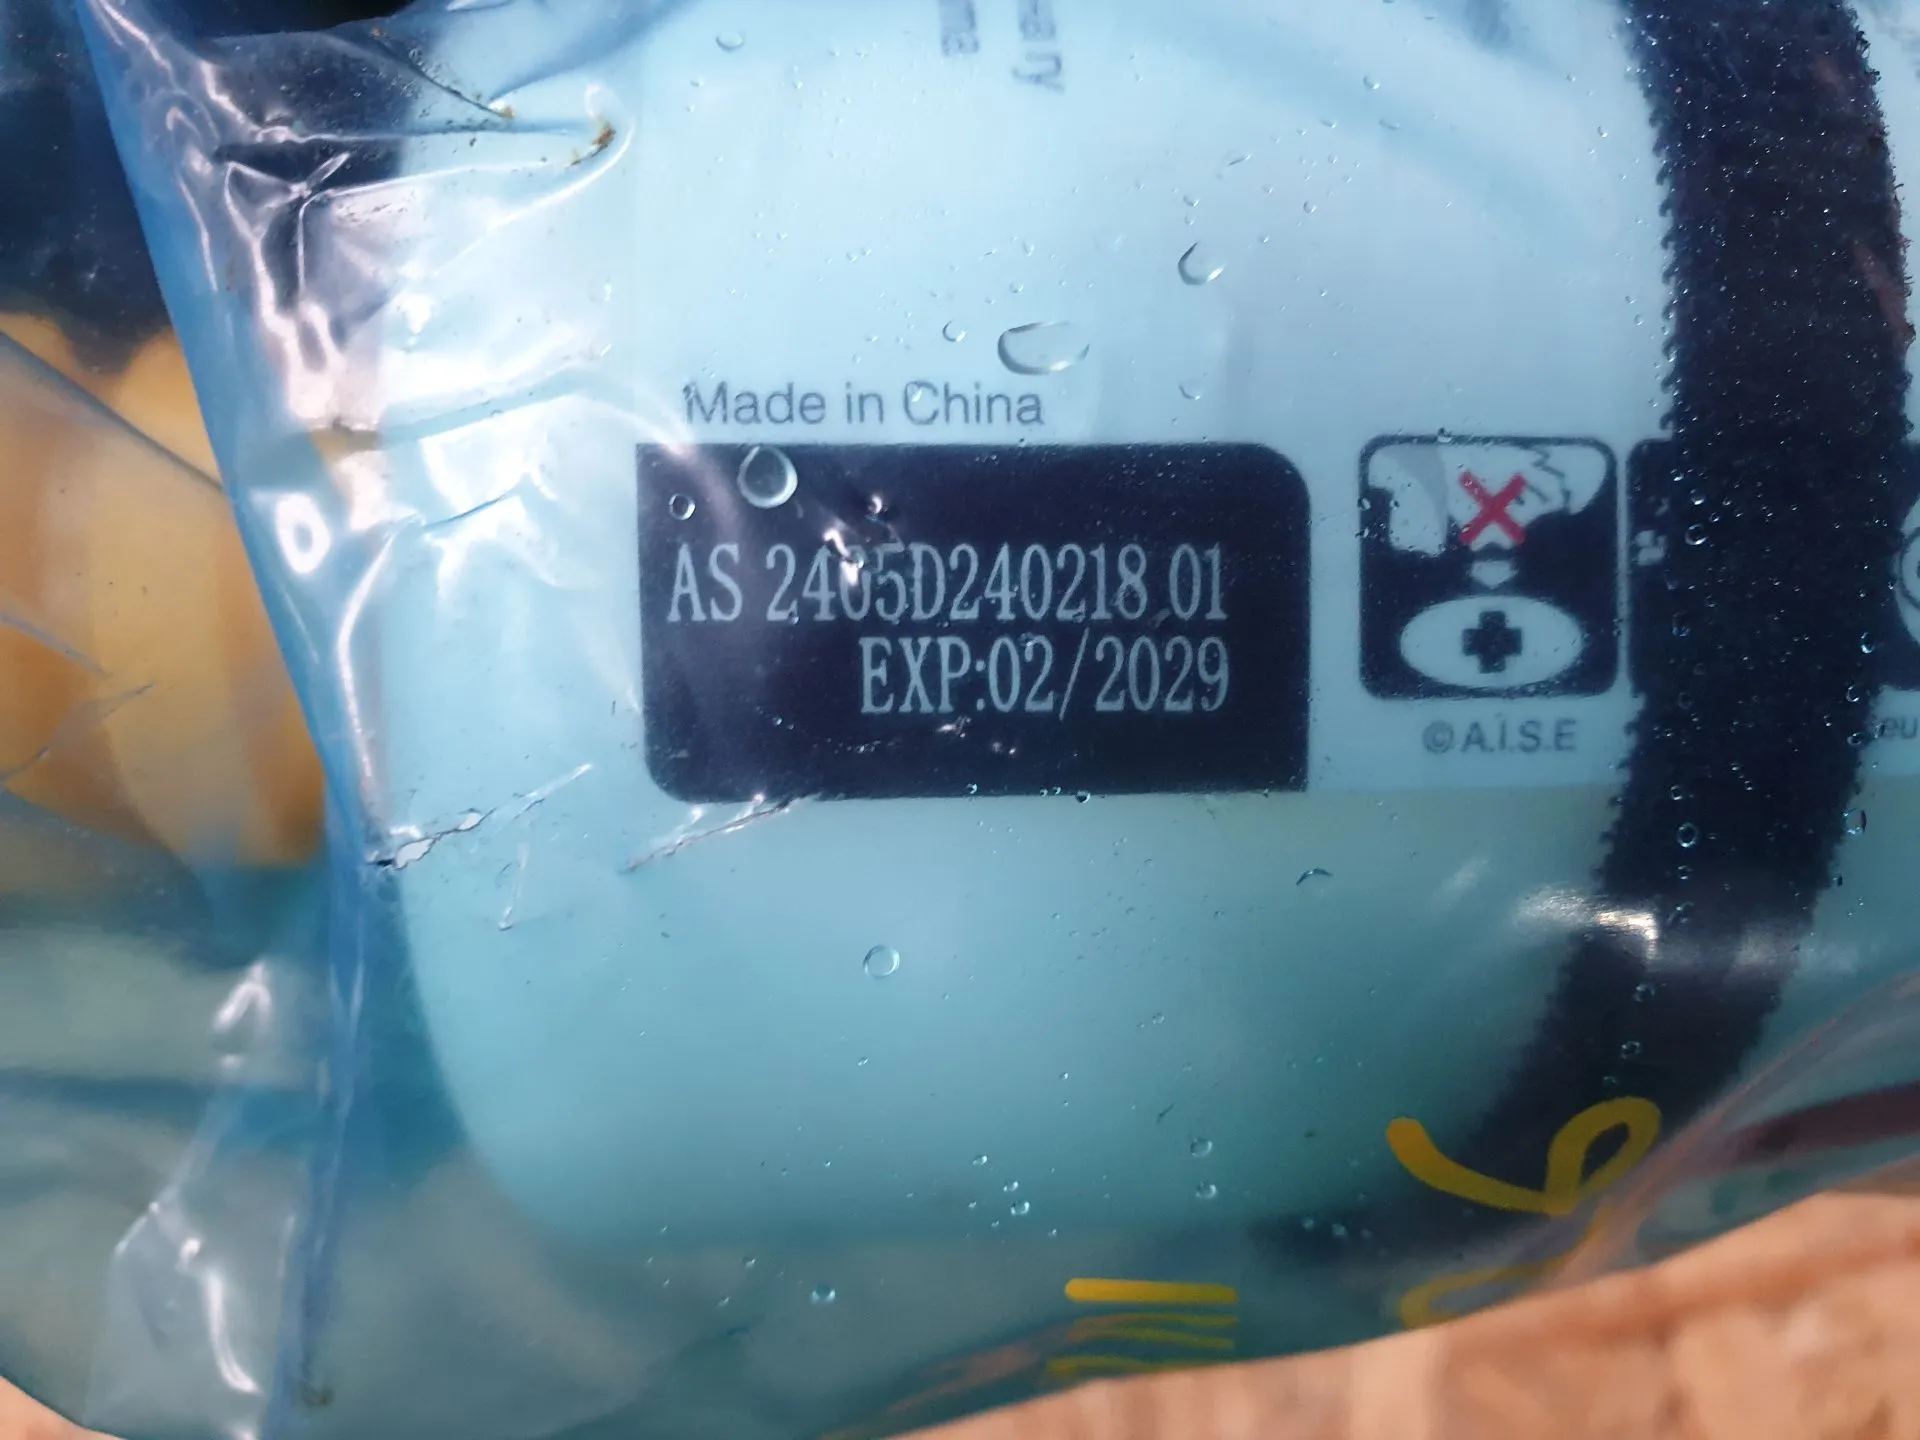 Made in China
AS 2405D240218 01
EXP:02/2029
© A.I.S.E